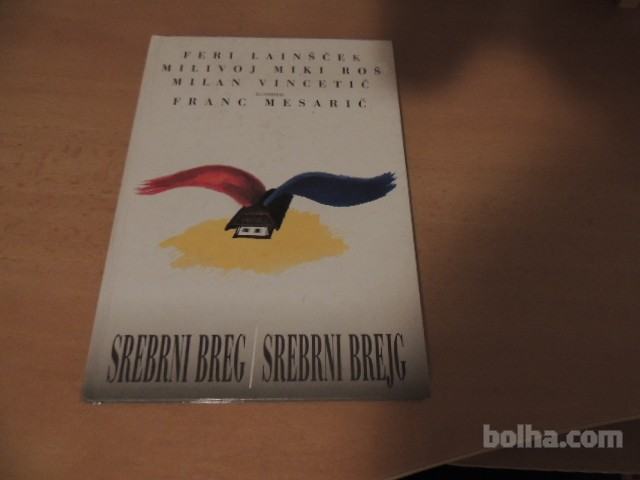 FERI LAINŠČEK
MILIVOJ MIKI ROŠ
MILAN VINCETIČ
FRANC MESARIČ
SREBRNI BREG | SREBRNI BREJG
bolha.com